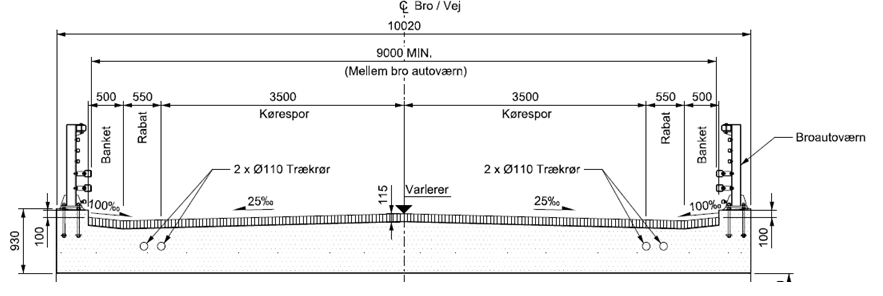 ℄ Bro / Vej
10020
9000 MIN.
(Mellem bro autoværn)
500 550 3500 3500 550 500
Banket Rabat Kørespor Kørespor Rabat Banket
2 x Ø110 Trækrør 2 x Ø110 Trækrør
Broautoværn
100‰ 25‰ 115 Varierer 25‰ 100‰
930 100 100